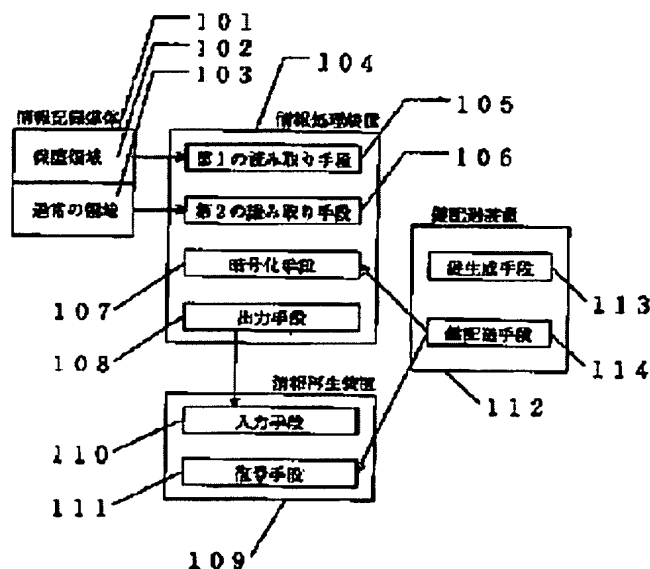 101
102
103
104
情報記録媒体
情報処理装置
105
保護領域
第1の読み取り手段
106
通常の領域
第2の読み取り手段
鍵配送装置
暗号化手段
鍵生成手段
107
113
出力手段
鍵配送手段
108
114
情報再生装置
112
入力手段
110
復号手段
111
109